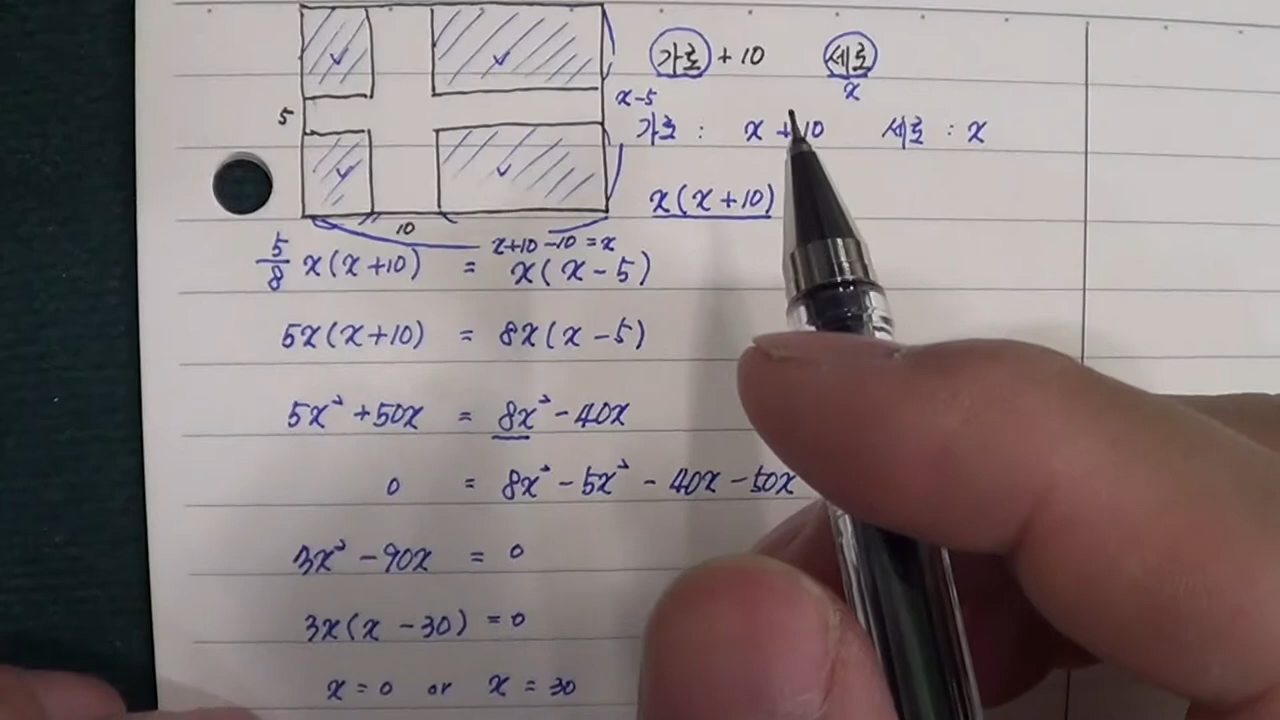 가로 + 10 세로
x
5
x-5
가로 : x + 10 세로 : x
x(x+10)
10
x+10-10=x
5/8 x(x+10) = x(x-5)
5x(x+10) = 8x(x-5)
5x² + 50x = 8x² - 40x
0 = 8x² - 5x² - 40x - 50x
3x² - 90x = 0
3x(x - 30) = 0
x = 0 or x = 30